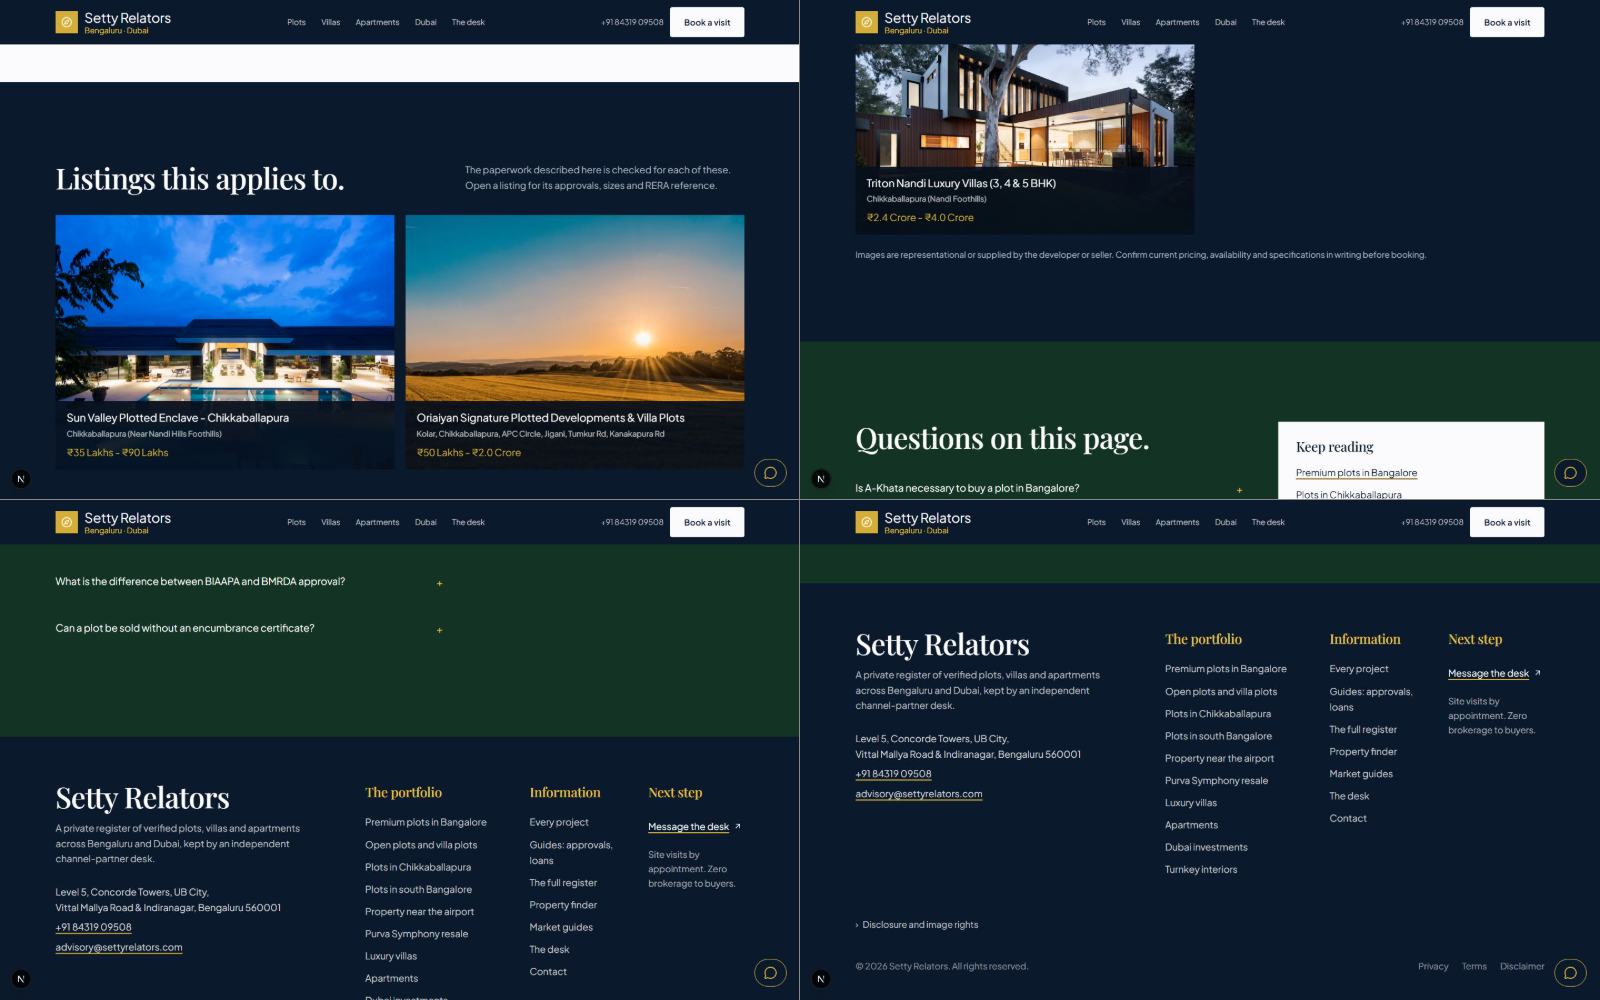 Setty Relators
Bengaluru · Dubai
Plots Villas Apartments Dubai The desk
+91 84319 09508
Book a visit
Listings this applies to.
The paperwork described here is checked for each of these.
Open a listing for its approvals, sizes and RERA reference.
Sun Valley Plotted Enclave - Chikkaballapura
Chikkaballapura (Near Nandi Hills Foothills)
₹35 Lakhs - ₹90 Lakhs
Oriaiyan Signature Plotted Developments & Villa Plots
Kolar, Chikkaballapura, APC Circle, Jigani, Tumkur Rd, Kanakapura Rd
₹50 Lakhs - ₹2.0 Crore
N
Setty Relators
Bengaluru · Dubai
Plots Villas Apartments Dubai The desk
+91 84319 09508
Book a visit
Triton Nandi Luxury Villas (3, 4 & 5 BHK)
Chikkaballapura (Nandi Foothills)
₹2.4 Crore - ₹4.0 Crore
Images are representational or supplied by the developer or seller. Confirm current pricing, availability and specifications in writing before booking.
Questions on this page.
Is A-Khata necessary to buy a plot in Bangalore? +
Keep reading
Premium plots in Bangalore
Plots in Chikkaballapura
N
Setty Relators
Bengaluru · Dubai
Plots Villas Apartments Dubai The desk
+91 84319 09508
Book a visit
What is the difference between BIAAPA and BMRDA approval? +
Can a plot be sold without an encumbrance certificate? +
Setty Relators
A private register of verified plots, villas and apartments
across Bengaluru and Dubai, kept by an independent
channel-partner desk.
Level 5, Concorde Towers, UB City,
Vittal Mallya Road & Indiranagar, Bengaluru 560001
+91 84319 09508
advisory@settyrelators.com
The portfolio
Premium plots in Bangalore
Open plots and villa plots
Plots in Chikkaballapura
Plots in south Bangalore
Property near the airport
Purva Symphony resale
Luxury villas
Apartments
Dubai investments
Information
Every project
Guides: approvals,
loans
The full register
Property finder
Market guides
The desk
Contact
Next step
Message the desk ↗
Site visits by
appointment. Zero
brokerage to buyers.
N
Setty Relators
Bengaluru · Dubai
Plots Villas Apartments Dubai The desk
+91 84319 09508
Book a visit
Setty Relators
A private register of verified plots, villas and apartments
across Bengaluru and Dubai, kept by an independent
channel-partner desk.
Level 5, Concorde Towers, UB City,
Vittal Mallya Road & Indiranagar, Bengaluru 560001
+91 84319 09508
advisory@settyrelators.com
The portfolio
Premium plots in Bangalore
Open plots and villa plots
Plots in Chikkaballapura
Plots in south Bangalore
Property near the airport
Purva Symphony resale
Luxury villas
Apartments
Dubai investments
Turnkey interiors
Information
Every project
Guides: approvals,
loans
The full register
Property finder
Market guides
The desk
Contact
Next step
Message the desk ↗
Site visits by
appointment. Zero
brokerage to buyers.
› Disclosure and image rights
© 2026 Setty Relators. All rights reserved.
Privacy Terms Disclaimer
N